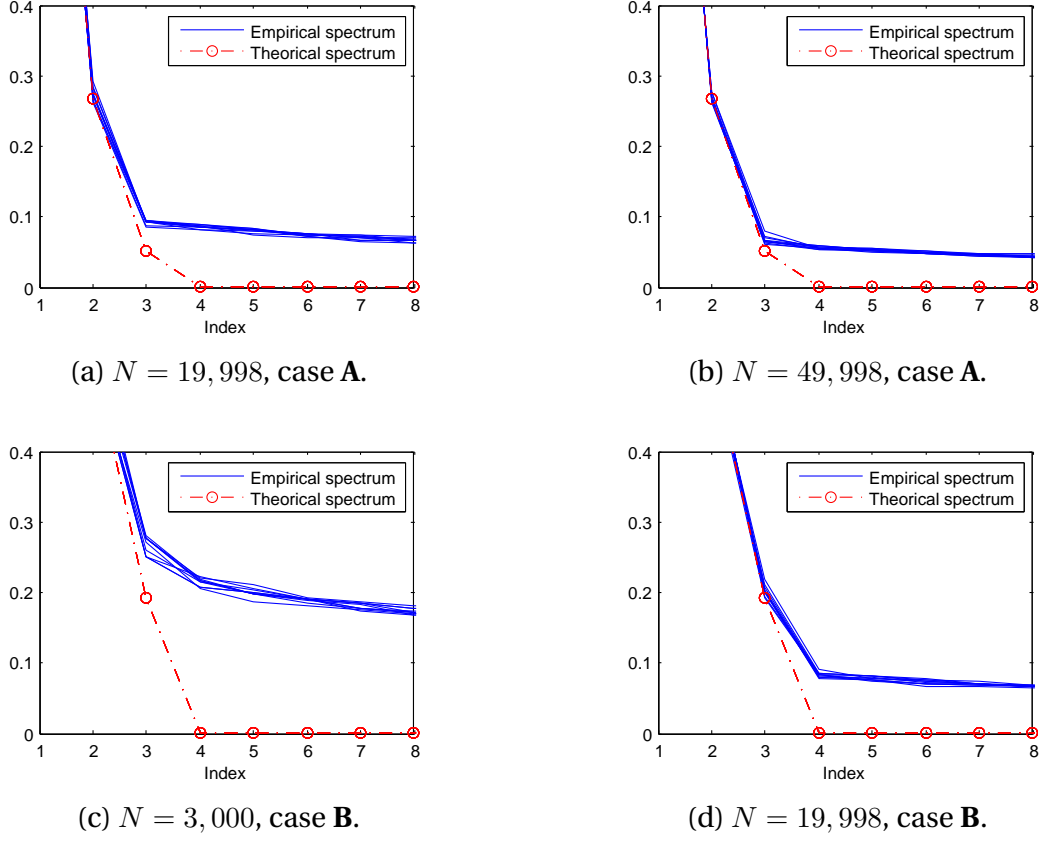 0.4
0.3
0.2
0.1
0
1 2 3 4 5 6 7 8
Index
Empirical spectrum
Theorical spectrum
(a) N = 19, 998, case A.
0.4
0.3
0.2
0.1
0
1 2 3 4 5 6 7 8
Index
Empirical spectrum
Theorical spectrum
(b) N = 49, 998, case A.
0.4
0.3
0.2
0.1
0
1 2 3 4 5 6 7 8
Index
Empirical spectrum
Theorical spectrum
(c) N = 3, 000, case B.
0.4
0.3
0.2
0.1
0
1 2 3 4 5 6 7 8
Index
Empirical spectrum
Theorical spectrum
(d) N = 19, 998, case B.